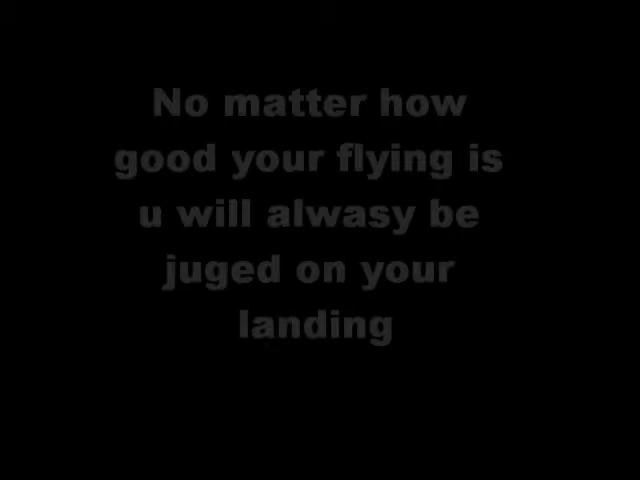 No matter how
good your flying is
u will alwasy be
juged on your
landing